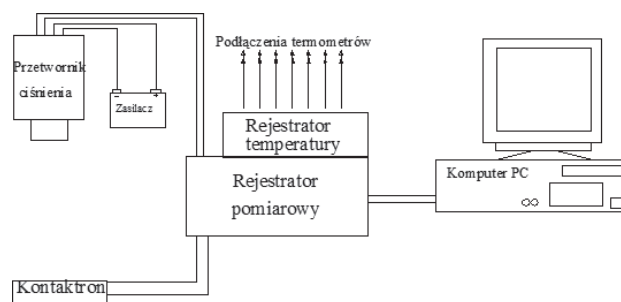 Podłączenia termometrów
Przetwornik
ciśnienia
- +
Zasilacz
Rejestrator
temperatury
Rejestrator
pomiarowy
Komputer PC
Kontaktron